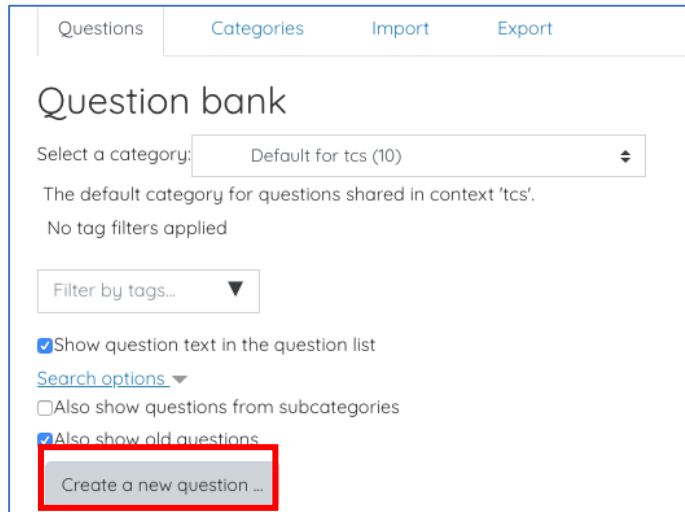 Questions Categories Import Export
Question bank
Select a category: Default for tcs (10)
The default category for questions shared in context 'tcs'.
No tag filters applied
Filter by tags...
Show question text in the question list
Search options
Also show questions from subcategories
Also show old questions
Create a new question ...